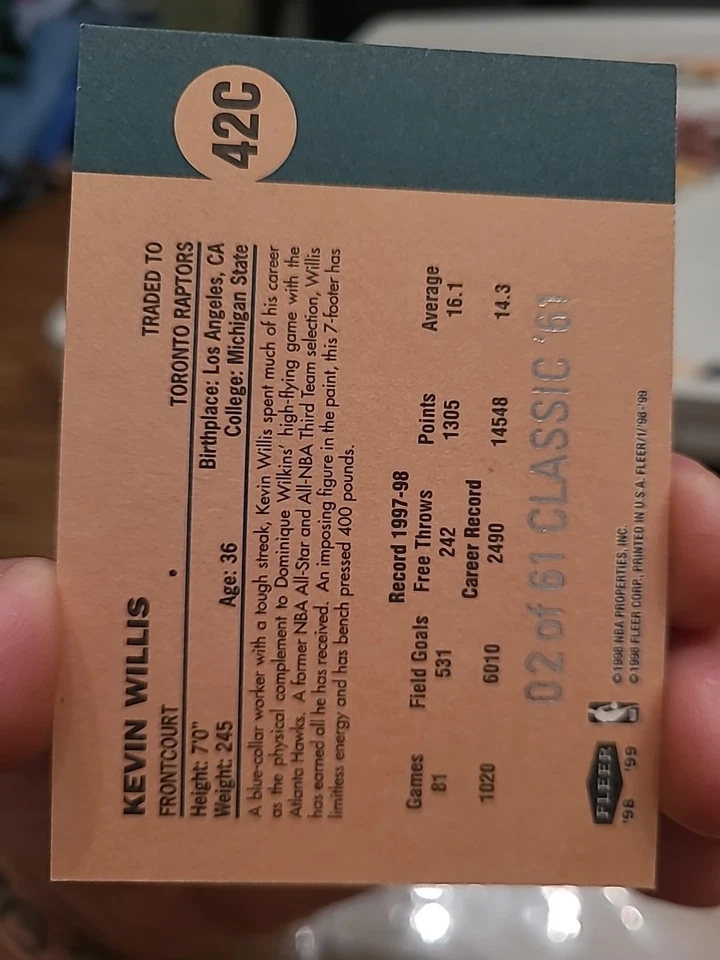 42C
KEVIN WILLIS
TRADED TO
FRONTCOURT
TORONTO RAPTORS
Height: 7'0" Birthplace: Los Angeles, CA
Weight: 245 Age: 36 College: Michigan State
A blue-collar worker with a tough streak, Kevin Willis spent much of his career
as the physical complement to Dominique Wilkins' high-flying game with the
Atlanta Hawks. A former NBA All-Star and All-NBA Third Team selection, Willis
has earned all he has received. An imposing figure in the paint, this 7-footer has
limitless energy and has bench pressed 400 pounds.
Record 1997-98
Games Field Goals Free Throws Points Average
81 531 242 1305 16.1
Career Record
1020 6010 2490 14548 14.3
02 of 61 CLASSIC '61
FLEER
'98 '99
©1998 NBA PROPERTIES, INC.
©1998 FLEER CORP., PRINTED IN U.S.A. FLEER/1/'98-'99